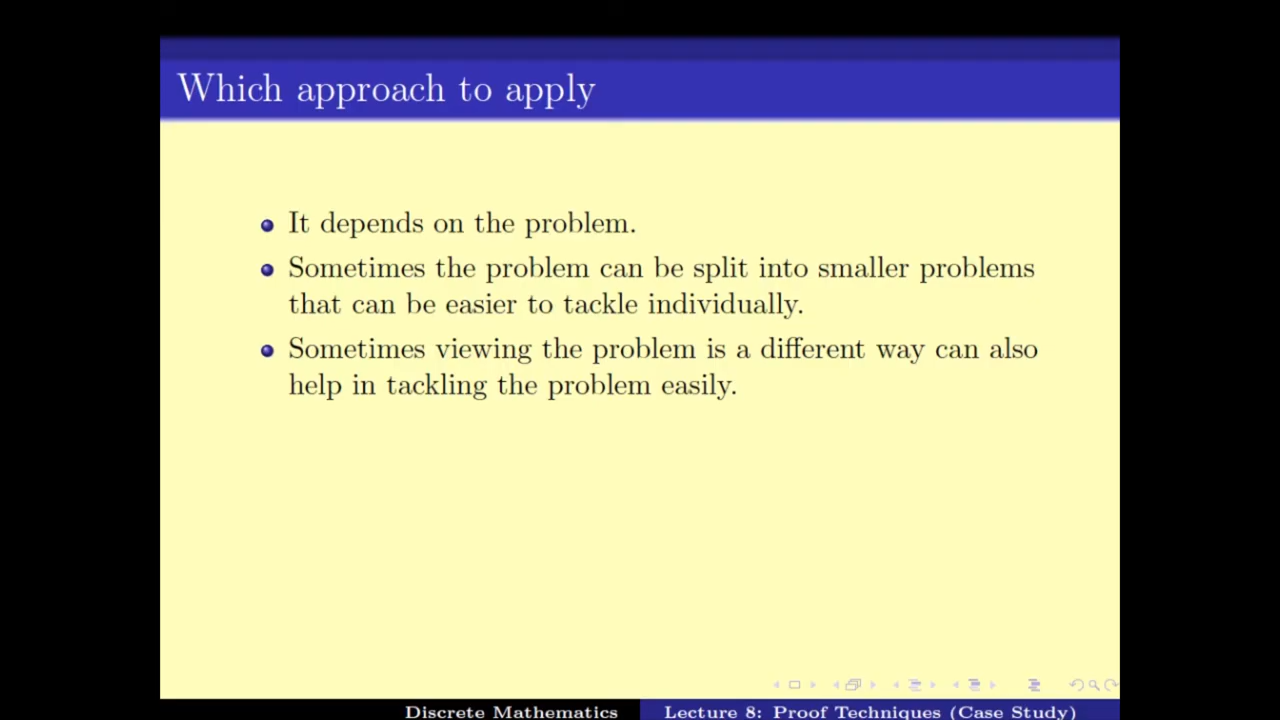 Which approach to apply
It depends on the problem.
Sometimes the problem can be split into smaller problems
that can be easier to tackle individually.
Sometimes viewing the problem is a different way can also
help in tackling the problem easily.
Discrete Mathematics
Lecture 8: Proof Techniques (Case Study)